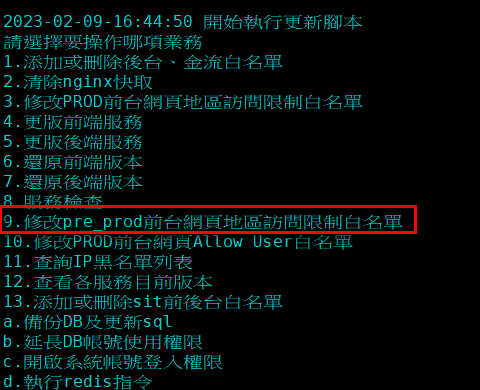 2023-02-09-16:44:50 開始執行更新腳本
請選擇要操作哪項業務
1.添加或刪除後台、金流白名單
2.清除nginx快取
3.修改PROD前台網頁地區訪問限制白名單
4.更版前端服務
5.更版後端服務
6.還原前端版本
7.還原後端版本
8.服務檢查
9.修改pre_prod前台網頁地區訪問限制白名單
10.修改PROD前台網頁Allow User白名單
11.查詢IP黑名單列表
12.查看各服務目前版本
13.添加或刪除sit前後台白名單
a.備份DB及更新sql
b.延長DB帳號使用權限
c.開啟系統帳號登入權限
d.執行redis指令